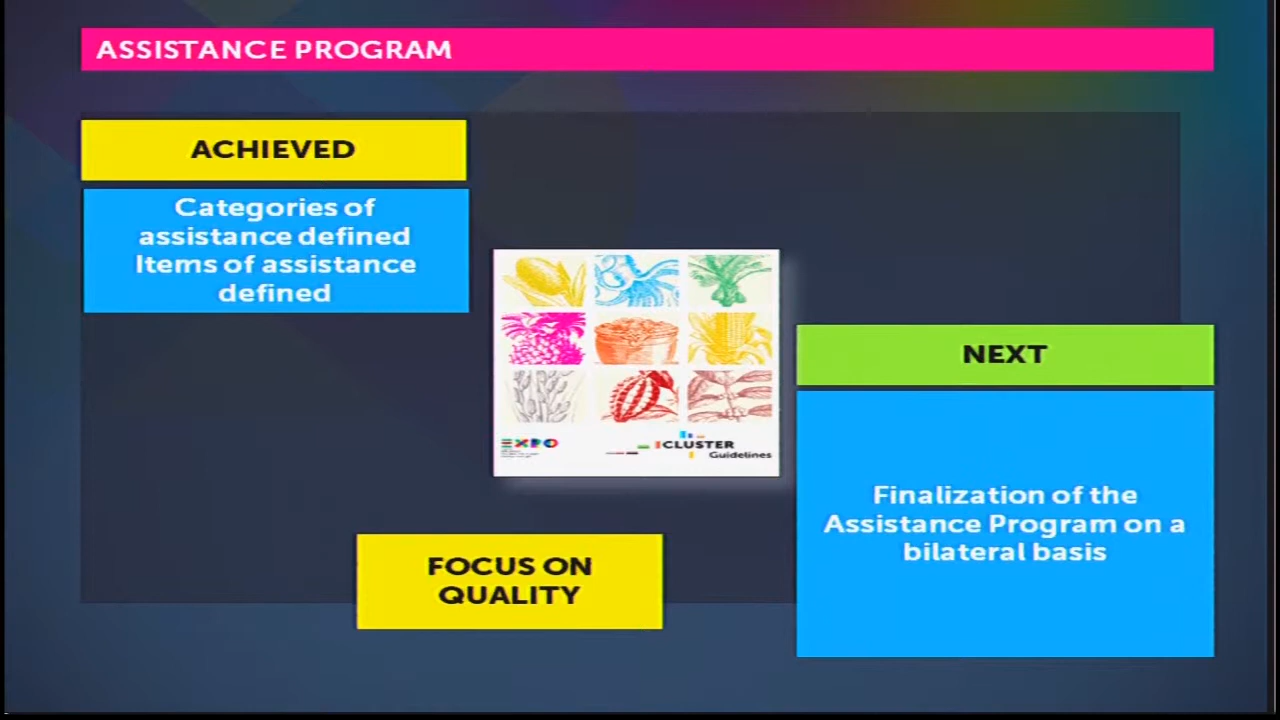 ASSISTANCE PROGRAM
ACHIEVED
Categories of
assistance defined
Items of assistance
defined
EXPO
CLUSTER
Guidelines
NEXT
Finalization of the
Assistance Program on a
bilateral basis
FOCUS ON
QUALITY